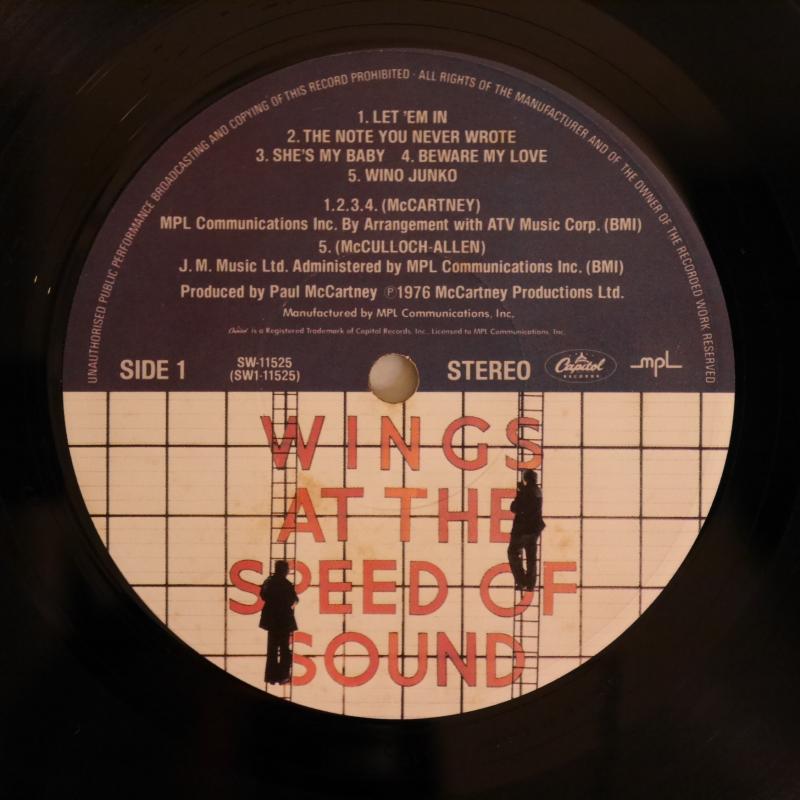 UNAUTHORISED PUBLIC PERFORMANCE BROADCASTING AND COPYING OF THIS RECORD PROHIBITED · ALL RIGHTS OF THE MANUFACTURER AND OF THE OWNER OF THE RECORDED WORK RESERVED
1. LET 'EM IN
2. THE NOTE YOU NEVER WROTE
3. SHE'S MY BABY 4. BEWARE MY LOVE
5. WINO JUNKO
1.2.3.4. (McCARTNEY)
MPL Communications Inc. By Arrangement with ATV Music Corp. (BMI)
5. (McCULLOCH-ALLEN)
J. M. Music Ltd. Administered by MPL Communications Inc. (BMI)
Produced by Paul McCartney ℗1976 McCartney Productions Ltd.
Manufactured by MPL Communications, Inc.
Capitol is a Registered Trademark of Capitol Records, Inc. Licensed to MPL Communications, Inc.
SIDE 1 SW-11525 STEREO Capitol mpl
(SW1-11525) RECORDS
WINGS
AT THE
SPEED OF
SOUND